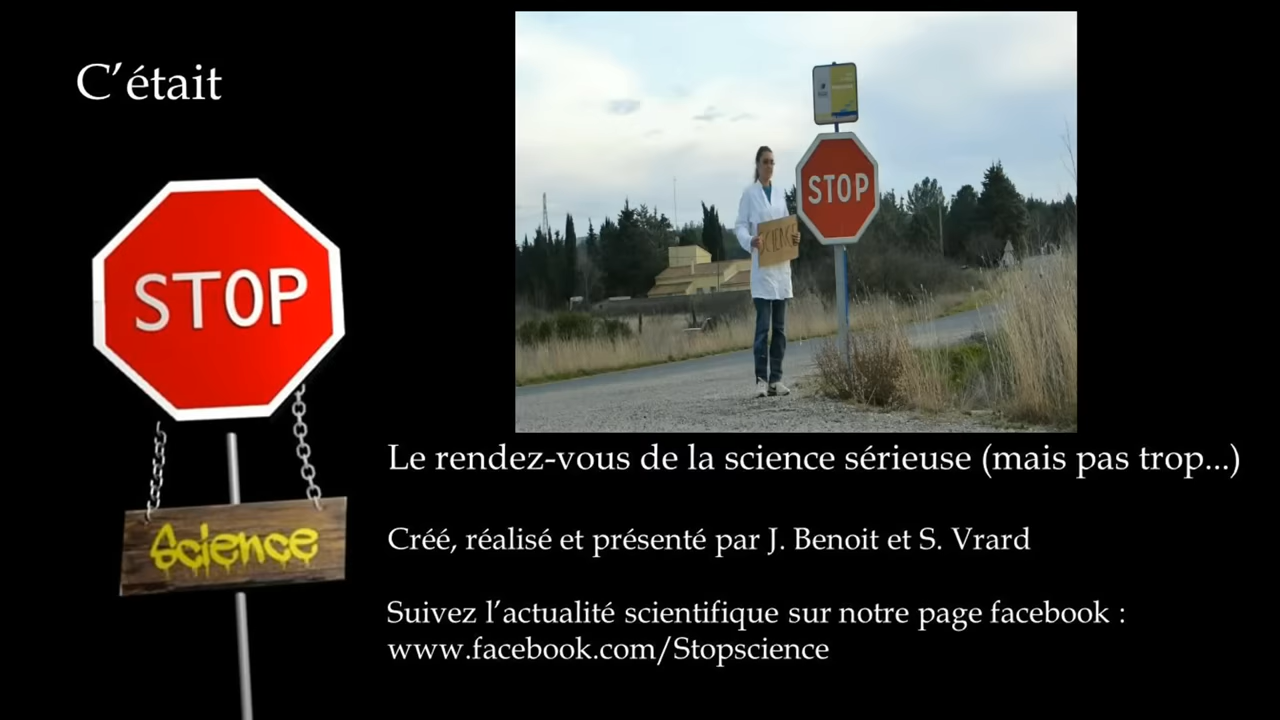 C'était
STOP
Science
STOP
SCIENCE
Le rendez-vous de la science sérieuse (mais pas trop...)
Créé, réalisé et présenté par J. Benoit et S. Vrard
Suivez l'actualité scientifique sur notre page facebook :
www.facebook.com/Stopscience